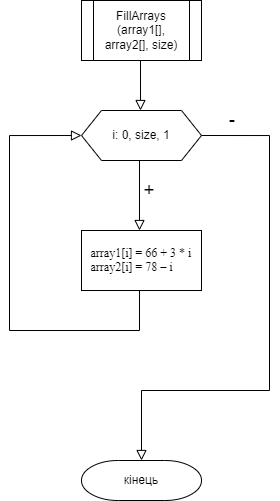 FillArrays
(array1[],
array2[], size)
i: 0, size, 1
-
+
array1[i] = 66 + 3 * i
array2[i] = 78 – i
кінець